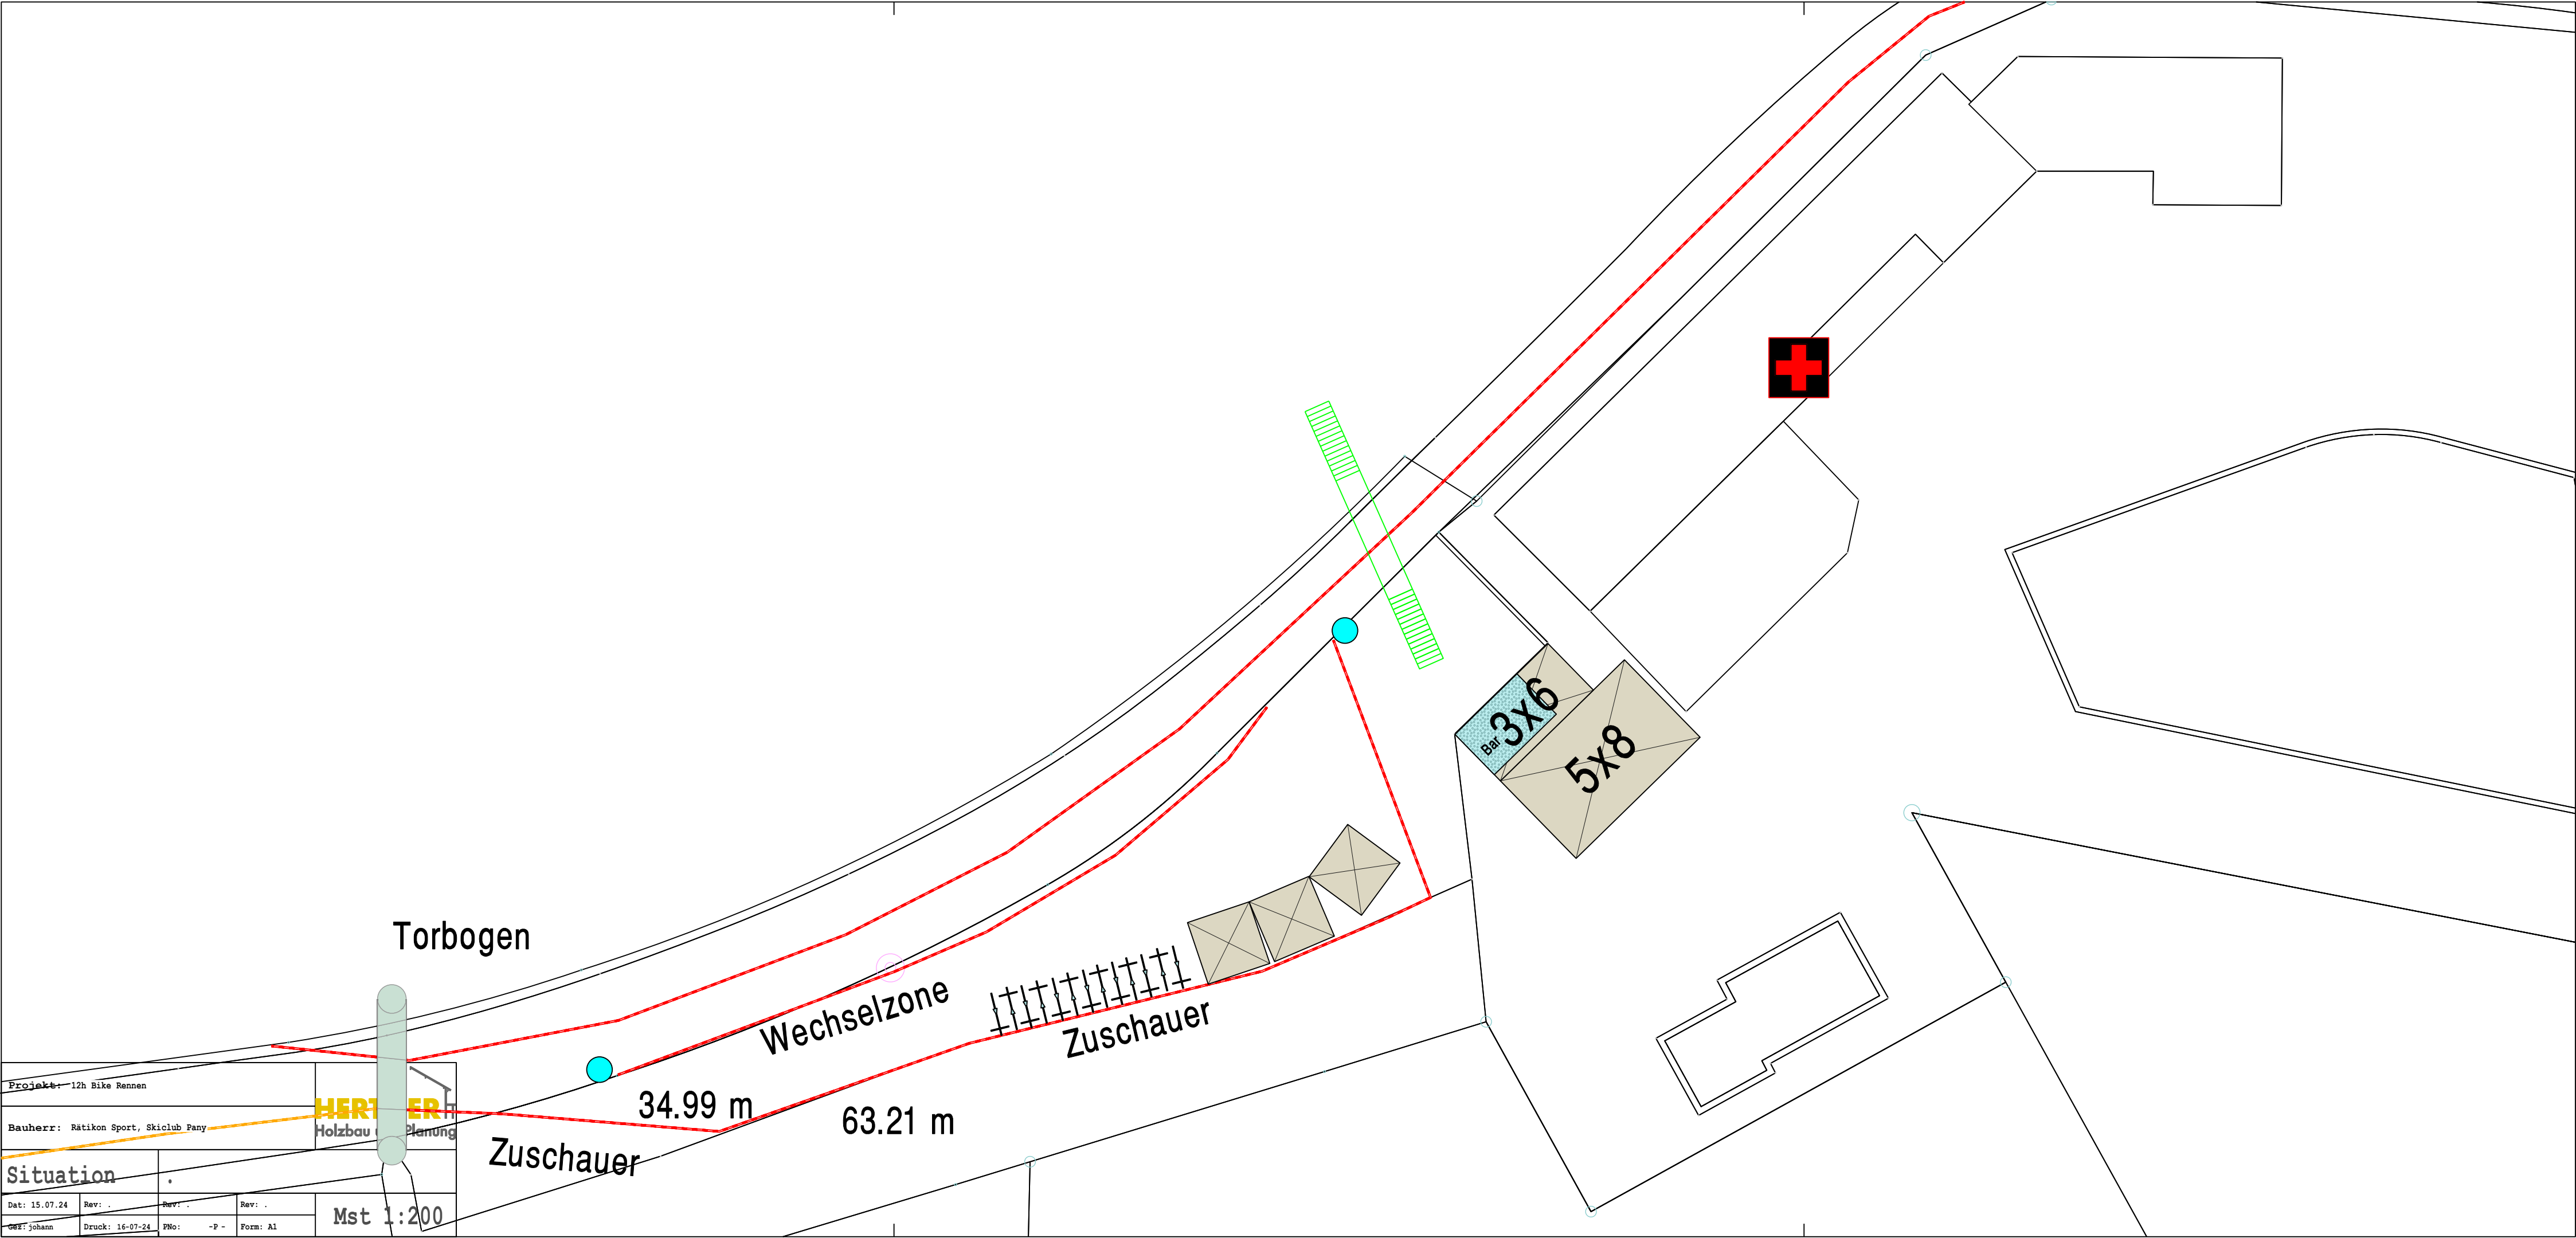 3x6
Bar
5x8
Torbogen
Wechselzone
Zuschauer
34.99 m
63.21 m
Zuschauer
Projekt: 12h Bike Rennen
Bauherr: Rätikon Sport, Skiclub Pany
Holzbau Planung
Situation .
Dat: 15.07.24 Rev: . Rev: . Rev: .
Gez: johann Druck: 16-07-24 PNo: -P - Form: A1
Mst 1:200